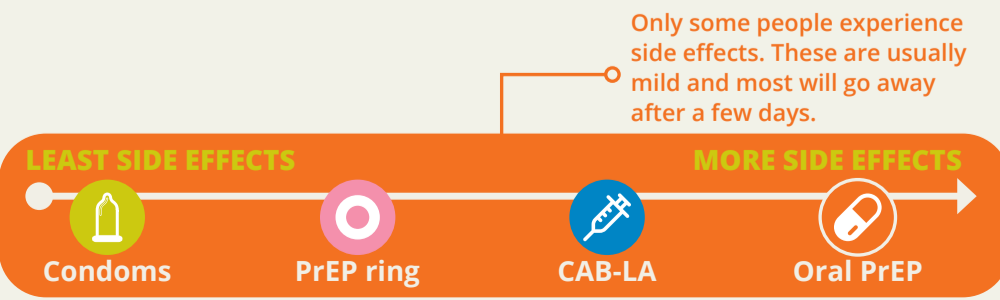 Only some people experience
side effects. These are usually
mild and most will go away
after a few days.
LEAST SIDE EFFECTS
MORE SIDE EFFECTS
Condoms
PrEP ring
CAB-LA
Oral PrEP